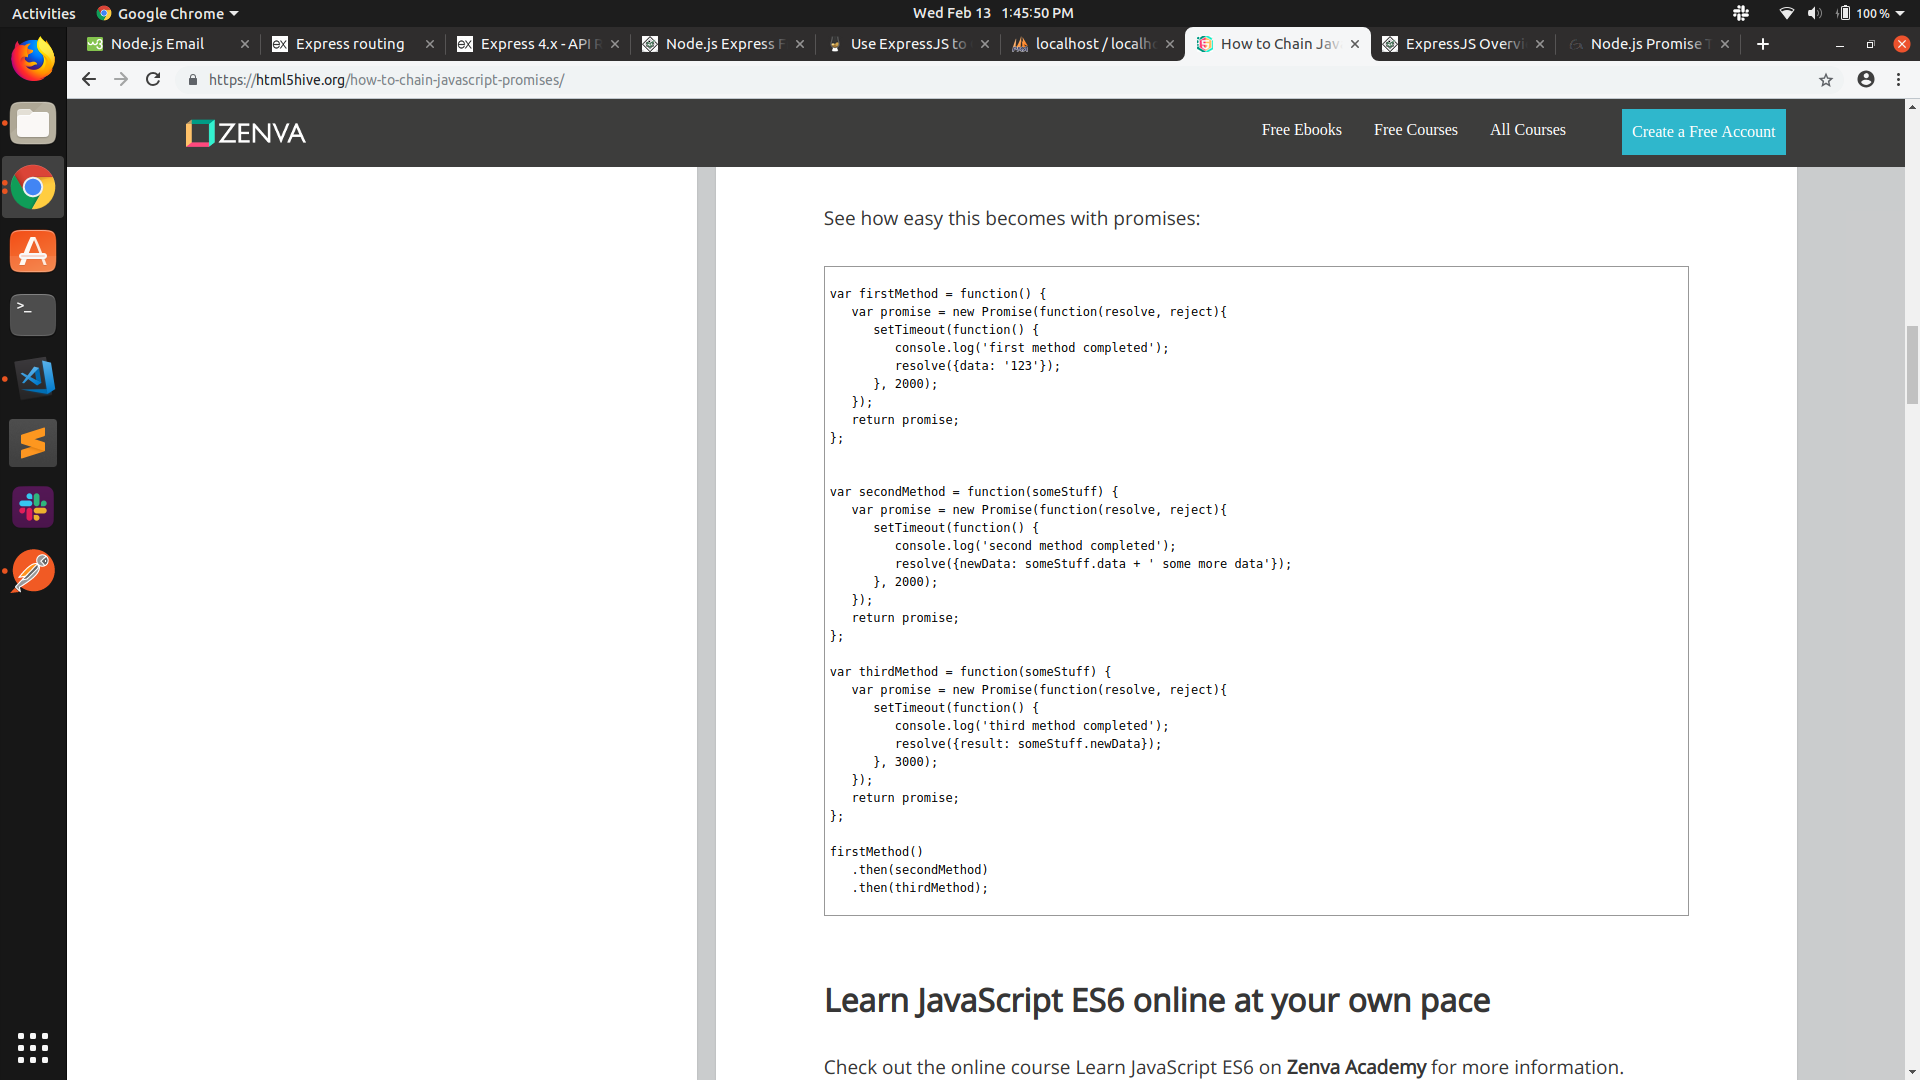 Activities Google Chrome Wed Feb 13 1:45:50 PM 100 %
Node.js Email Express routing Express 4.x - API Node.js Express Use ExpressJS to localhost / localh How to Chain Jav ExpressJS Overvi Node.js Promise
https://html5hive.org/how-to-chain-javascript-promises/
ZENVA Free Ebooks Free Courses All Courses Create a Free Account
See how easy this becomes with promises:
var firstMethod = function() {
   var promise = new Promise(function(resolve, reject){
      setTimeout(function() {
         console.log('first method completed');
         resolve({data: '123'});
      }, 2000);
   });
   return promise;
};
var secondMethod = function(someStuff) {
   var promise = new Promise(function(resolve, reject){
      setTimeout(function() {
         console.log('second method completed');
         resolve({newData: someStuff.data + ' some more data'});
      }, 2000);
   });
   return promise;
};
var thirdMethod = function(someStuff) {
   var promise = new Promise(function(resolve, reject){
      setTimeout(function() {
         console.log('third method completed');
         resolve({result: someStuff.newData});
      }, 3000);
   });
   return promise;
};
firstMethod()
   .then(secondMethod)
   .then(thirdMethod);
Learn JavaScript ES6 online at your own pace
Check out the online course Learn JavaScript ES6 on Zenva Academy for more information.